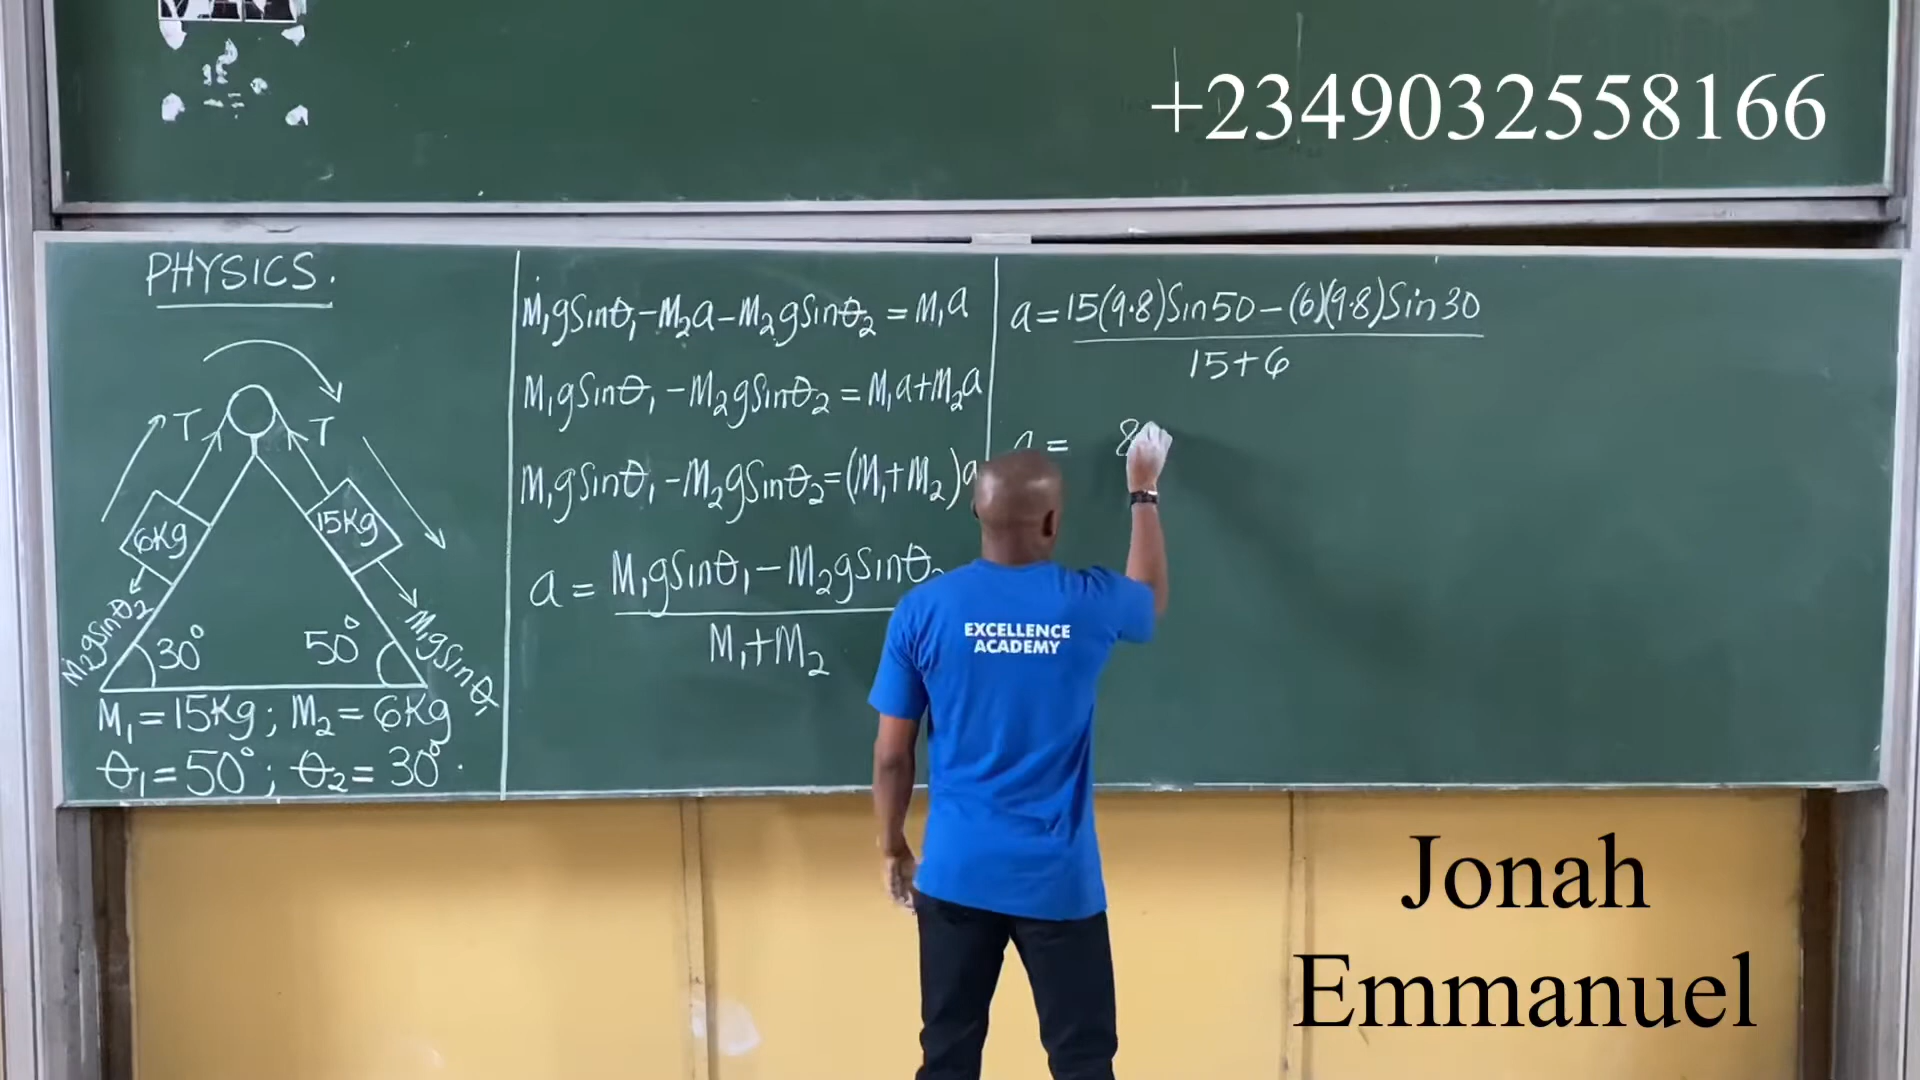 +2349032558166
PHYSICS.
T
T
6Kg
15Kg
M₂gsinθ₂
30°
50°
M₁gsinθ₁
M₁=15Kg; M₂=6Kg
θ₁=50°; θ₂=30°.
M₁gsinθ₁-M₂a-M₂gsinθ₂=M₁a
M₁gsinθ₁-M₂gsinθ₂=M₁a+M₂a
M₁gsinθ₁-M₂gsinθ₂=(M₁+M₂)a
a=M₁gsinθ₁-M₂gsinθ₂
M₁+M₂
a=15(9.8)Sin50-(6)(9.8)Sin30
15+6
a= 8
EXCELLENCE
ACADEMY
Jonah
Emmanuel